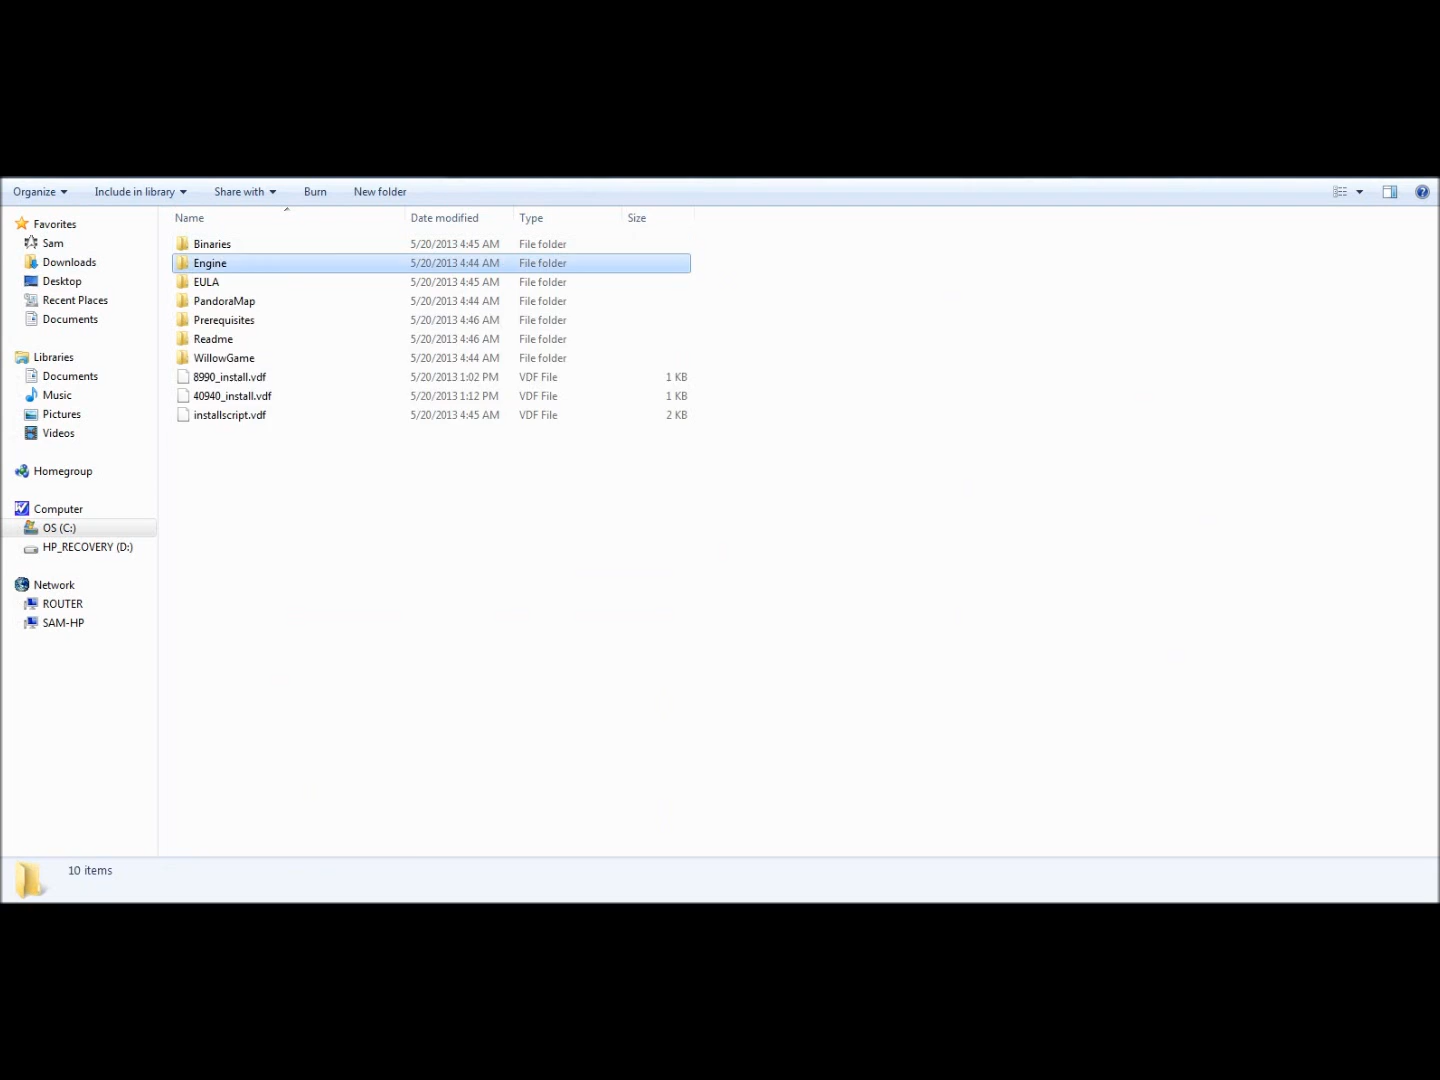 Organize Include in library Share with Burn New folder
Name Date modified Type Size
Favorites
Sam
Downloads
Desktop
Recent Places
Documents
Libraries
Documents
Music
Pictures
Videos
Homegroup
Computer
OS (C:)
HP_RECOVERY (D:)
Network
ROUTER
SAM-HP
Binaries 5/20/2013 4:45 AM File folder
Engine 5/20/2013 4:44 AM File folder
EULA 5/20/2013 4:45 AM File folder
PandoraMap 5/20/2013 4:44 AM File folder
Prerequisites 5/20/2013 4:46 AM File folder
Readme 5/20/2013 4:46 AM File folder
WillowGame 5/20/2013 4:44 AM File folder
8990_install.vdf 5/20/2013 1:02 PM VDF File 1 KB
40940_install.vdf 5/20/2013 1:12 PM VDF File 1 KB
installscript.vdf 5/20/2013 4:45 AM VDF File 2 KB
10 items